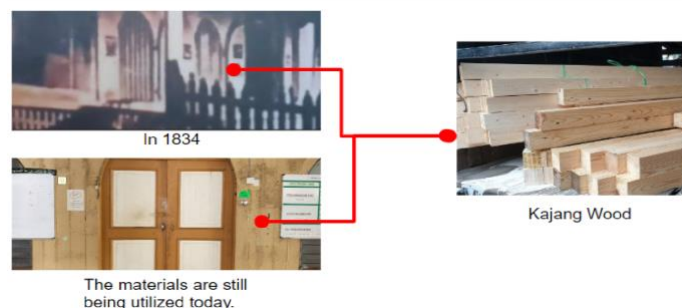 In 1834
Kajang Wood
The materials are still
being utilized today.